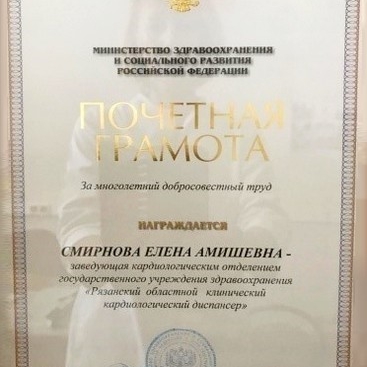 МИНИСТЕРСТВО ЗДРАВООХРАНЕНИЯ
И СОЦИАЛЬНОГО РАЗВИТИЯ
РОССИЙСКОЙ ФЕДЕРАЦИИ
ПОЧЕТНАЯ
ГРАМОТА
За многолетний добросовестный труд
НАГРАЖДАЕТСЯ
СМИРНОВА ЕЛЕНА АМИШЕВНА -
заведующая кардиологическим отделением
государственного учреждения здравоохранения
«Рязанский областной клинический
кардиологический диспансер»